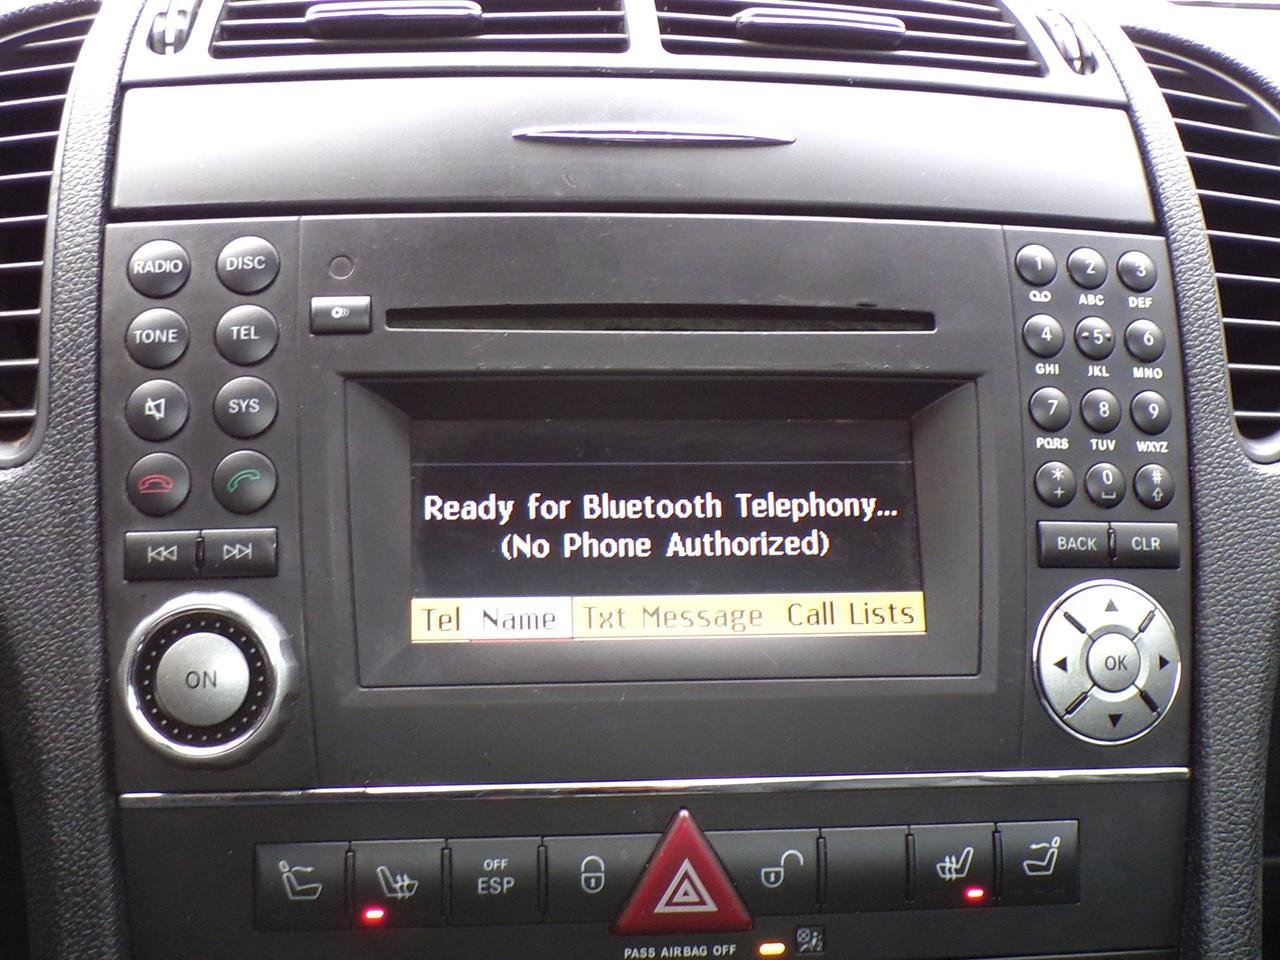 RADIO DISC
TONE TEL
SYS
ON
Ready for Bluetooth Telephony...
(No Phone Authorized)
Tel Name Txt Message Call Lists
1 2 3
ABC DEF
4 -5- 6
GHI JKL MNO
7 8 9
PQRS TUV WXYZ
* 0 #
+
BACK CLR
OK
OFF
ESP
PASS AIRBAG OFF